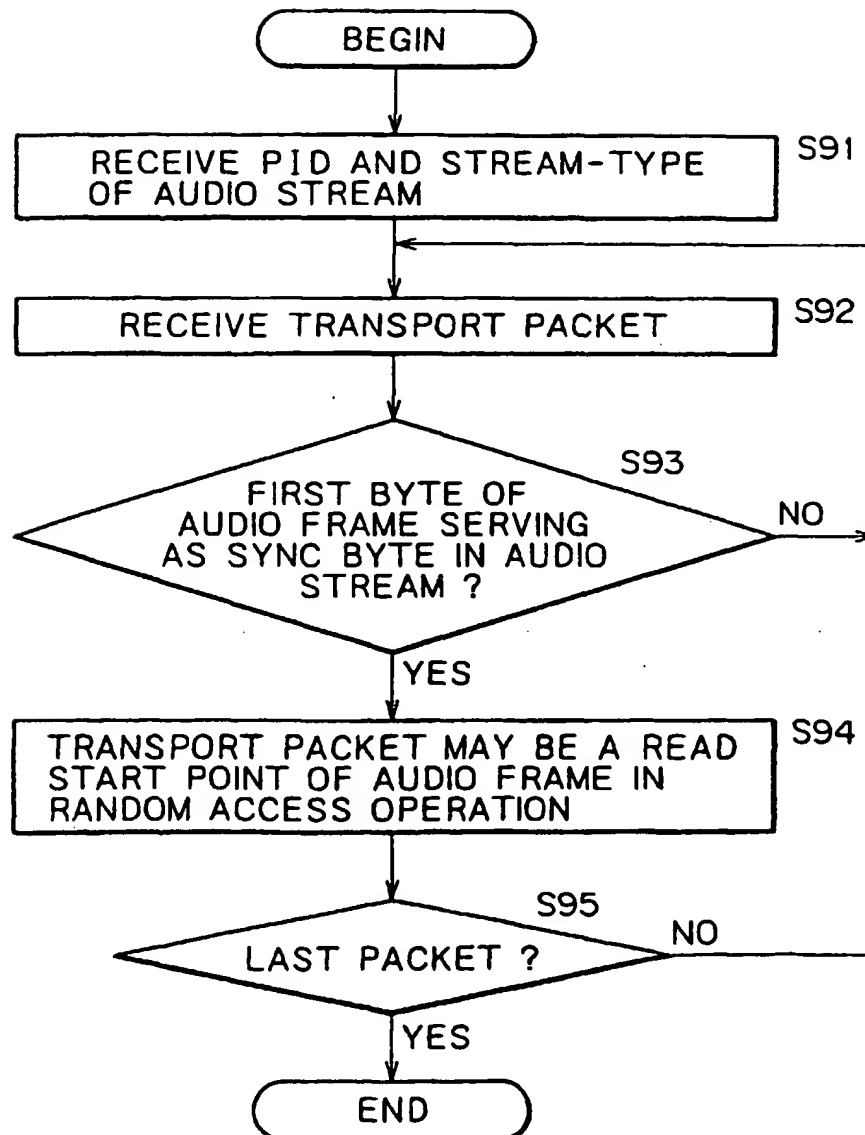 BEGIN
RECEIVE PID AND STREAM-TYPE
OF AUDIO STREAM
S91
RECEIVE TRANSPORT PACKET
S92
S93
FIRST BYTE OF
AUDIO FRAME SERVING
AS SYNC BYTE IN AUDIO
STREAM ?
NO
YES
TRANSPORT PACKET MAY BE A READ
START POINT OF AUDIO FRAME IN
RANDOM ACCESS OPERATION
S94
S95
LAST PACKET ?
NO
YES
END